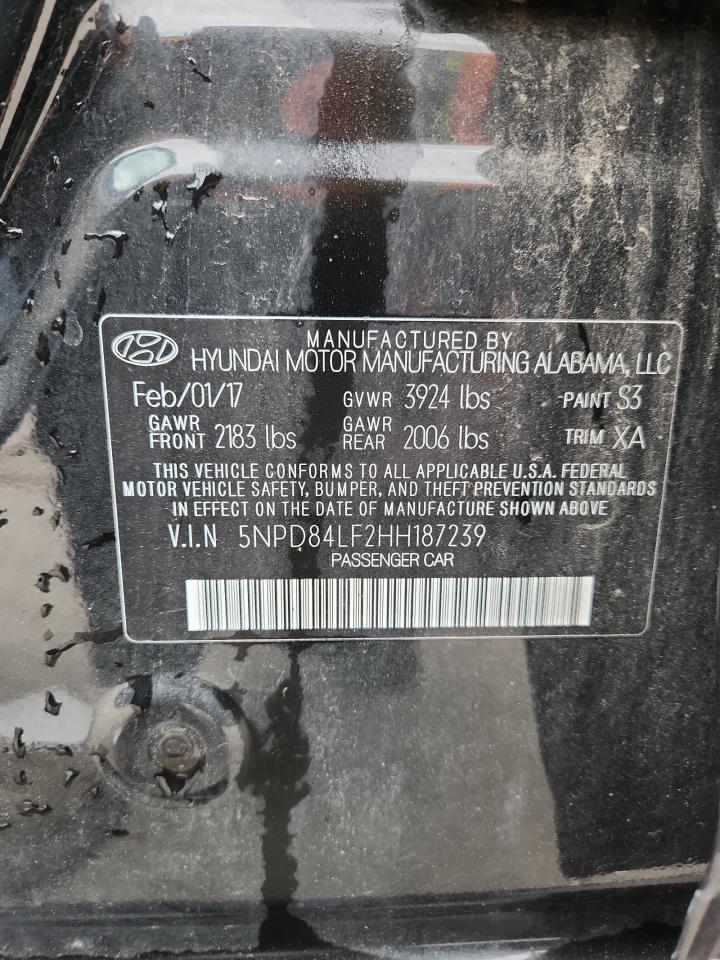 MANUFACTURED BY
HYUNDAI MOTOR MANUFACTURING ALABAMA, LLC
Feb/01/17 GVWR 3924 lbs PAINT S3
GAWR FRONT 2183 lbs GAWR REAR 2006 lbs TRIM XA
THIS VEHICLE CONFORMS TO ALL APPLICABLE U.S.A. FEDERAL
MOTOR VEHICLE SAFETY, BUMPER, AND THEFT PREVENTION STANDARDS
IN EFFECT ON THE DATE OF MANUFACTURE SHOWN ABOVE
V.I.N 5NPD84LF2HH187239
PASSENGER CAR